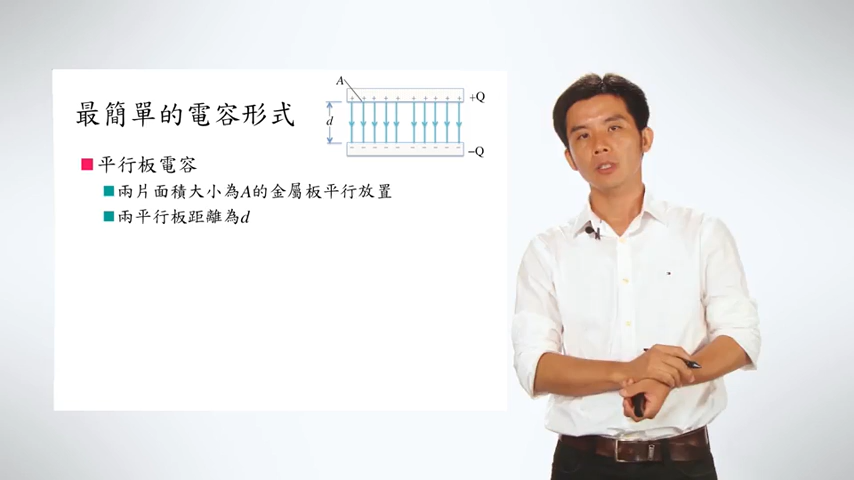 最簡單的電容形式
A
+Q
d
−Q
平行板電容
兩片面積大小為A的金屬板平行放置
兩平行板距離為d